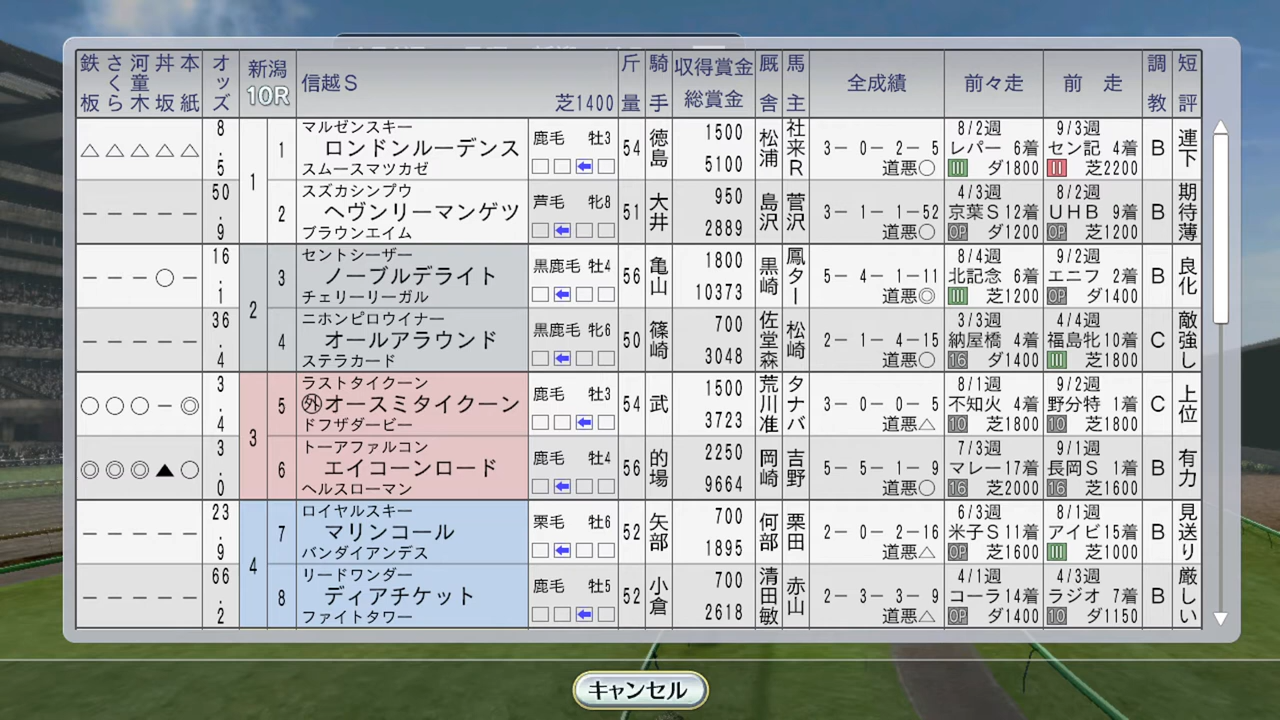 鉄板 さくら 河童木 丼坂 本紙 オッズ 新潟10R 信越S 芝1400 斤量 騎手 収得賞金 総賞金 厩舎 馬主 全成績 前々走 前走 調教 短評
△ △ △ △ △ 8.5 1 1
マルゼンスキー
ロンドンルーデンス
スムースマツカゼ
鹿毛 牡3 54 徳島 1500 5100 松浦 社来R
3- 0- 2- 5 道悪○
8/2週 レパー 6着 III ダ1800
9/3週 セン記 4着 II 芝2200
B 連下
- - - - - 50.9 2
スズカシンプウ
ヘヴンリーマンゲツ
ブラウンエイム
芦毛 牝8 51 大井 950 2889 島沢 菅沢
3- 1- 1-52 道悪○
4/3週 京葉S 12着 OP ダ1200
8/2週 UHB 9着 OP 芝1200
B 期待薄
- - - ○ - 16.1 2 3
セントシーザー
ノーブルデライト
チェリーリーガル
黒鹿毛 牡4 56 亀山 1800 10373 黒崎 鳳ター
5- 4- 1-11 道悪◎
8/4週 北記念 6着 III 芝1200
9/2週 エニフ 2着 OP ダ1400
B 良化
- - - - - 36.4 4
ニホンピロウイナー
オールアラウンド
ステラカード
黒鹿毛 牝6 50 篠崎 700 3048 佐堂森 松崎
2- 1- 4-15 道悪○
3/3週 納屋橋 4着 16 ダ1400
4/4週 福島牝 10着 III 芝1800
C 敵強し
○ ○ ○ - ◎ 3.4 3 5
ラストタイクーン
外オースミタイクーン
ドフザダービー
鹿毛 牡3 54 武 1500 3723 荒川准 タナバ
3- 0- 0- 5 道悪△
8/1週 不知火 4着 10 芝1800
9/2週 野分特 1着 10 芝1800
C 上位
◎ ◎ ◎ ▲ ○ 3.0 6
トーアファルコン
エイコーンロード
ヘルスローマン
鹿毛 牡4 56 的場 2250 9664 岡崎 吉野
5- 5- 1- 9 道悪○
7/3週 マレー 17着 16 芝2000
9/1週 長岡S 1着 16 芝1600
B 有力
- - - - - 23.9 4 7
ロイヤルスキー
マリンコール
バンダイアンデス
栗毛 牡6 52 矢部 700 1895 何部 栗田
2- 0- 2-16 道悪△
6/3週 米子S 11着 OP 芝1600
8/1週 アイビ 15着 III 芝1000
B 見送り
- - - - - 66.2 8
リードワンダー
ディアチケット
ファイトタワー
鹿毛 牡5 52 小倉 700 2618 清田敏 赤山
2- 3- 3- 9 道悪△
4/1週 コーラ 14着 OP ダ1400
4/3週 ラジオ 7着 10 ダ1150
B 厳しい
キャンセル